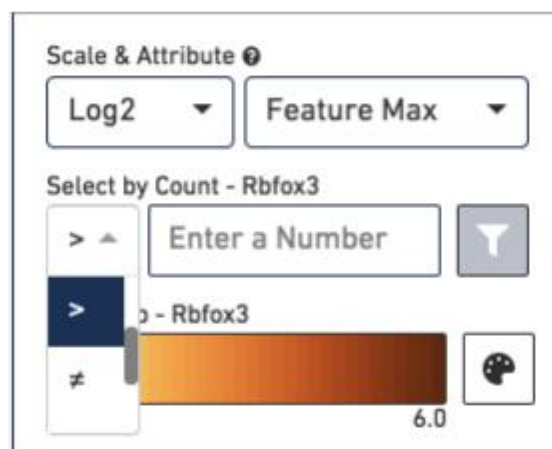 Scale & Attribute
Log2 Feature Max
Select by Count - Rbfox3
> Enter a Number
>
- Rbfox3
≠
6.0